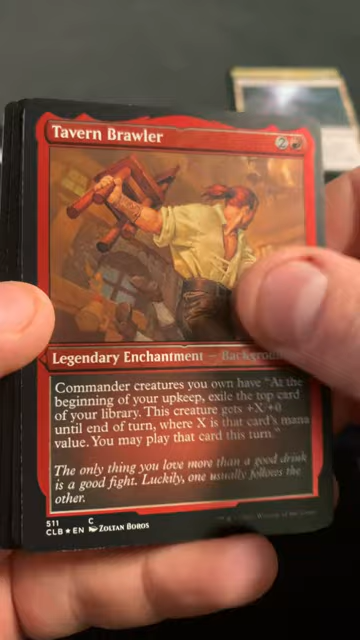 Tavern Brawler 2
Legendary Enchantment — Background
Commander creatures you own have "At the
beginning of your upkeep, exile the top card
of your library. This creature gets +X/+0
until end of turn, where X is that card's mana
value. You may play that card this turn."
The only thing you love more than a good drink
is a good fight. Luckily, one usually follows the
other.
511 C
CLB ★ EN Zoltan Boros